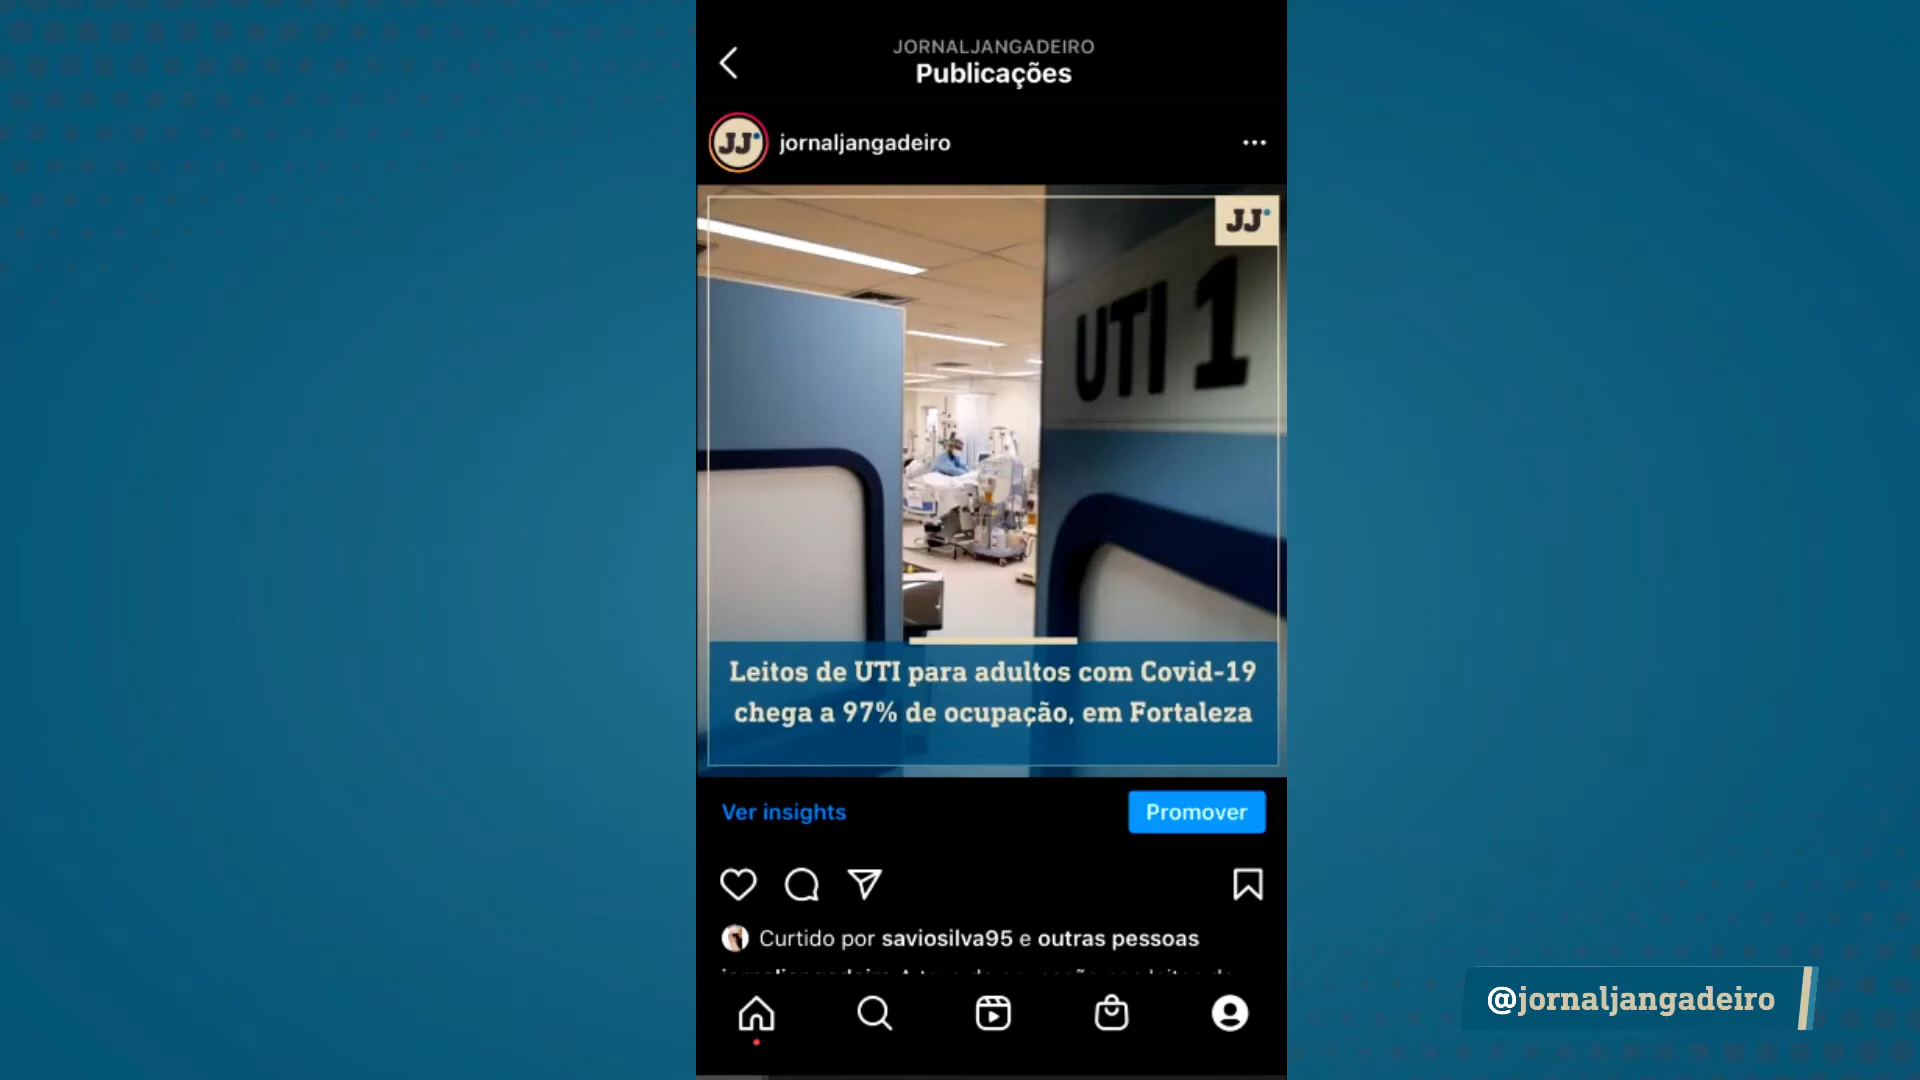 JORNALJANGADEIRO
Publicações
JJ
jornaljangadeiro
JJ
UTI 1
Leitos de UTI para adultos com Covid-19
chega a 97% de ocupação, em Fortaleza
Ver insights
Promover
Curtido por saviosilva95 e outras pessoas
@jornaljangadeiro